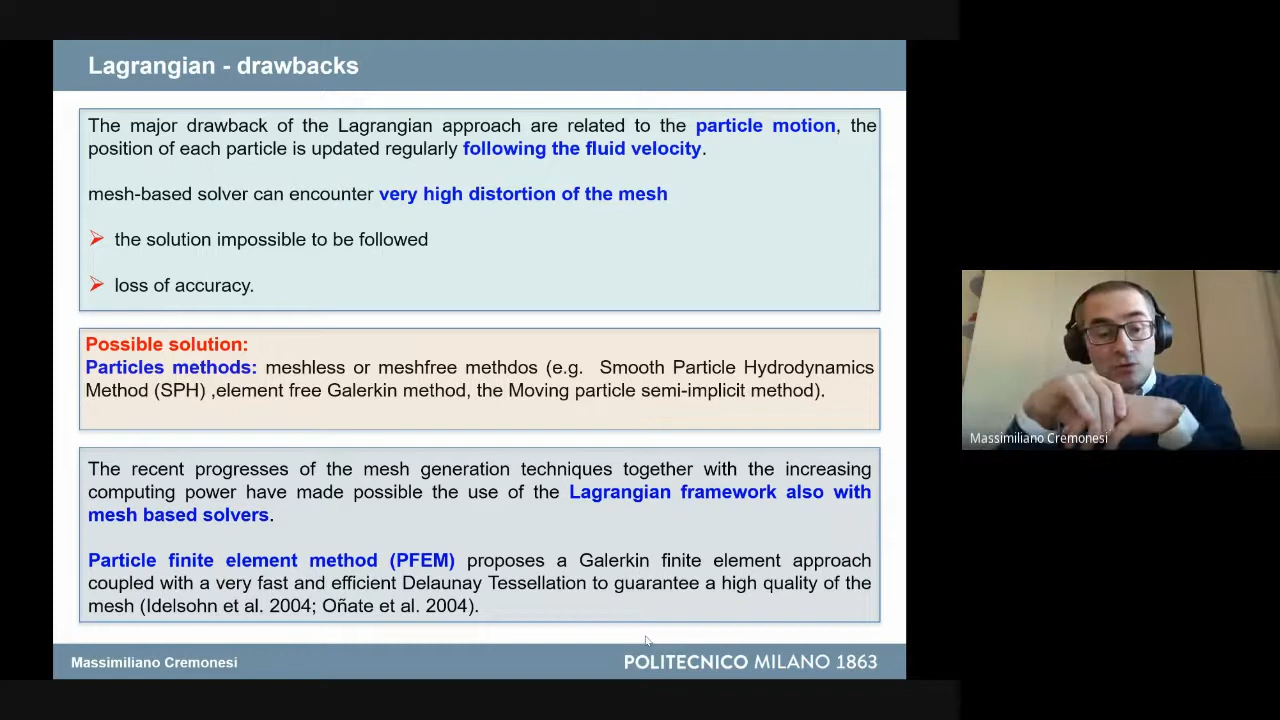 Lagrangian - drawbacks
The major drawback of the Lagrangian approach are related to the particle motion, the
position of each particle is updated regularly following the fluid velocity.
mesh-based solver can encounter very high distortion of the mesh
the solution impossible to be followed
loss of accuracy.
Possible solution:
Particles methods: meshless or meshfree methdos (e.g. Smooth Particle Hydrodynamics
Method (SPH) ,element free Galerkin method, the Moving particle semi-implicit method).
The recent progresses of the mesh generation techniques together with the increasing
computing power have made possible the use of the Lagrangian framework also with
mesh based solvers.
Particle finite element method (PFEM) proposes a Galerkin finite element approach
coupled with a very fast and efficient Delaunay Tessellation to guarantee a high quality of the
mesh (Idelsohn et al. 2004; Oñate et al. 2004).
Massimiliano Cremonesi
POLITECNICO MILANO 1863
Massimiliano Cremonesi